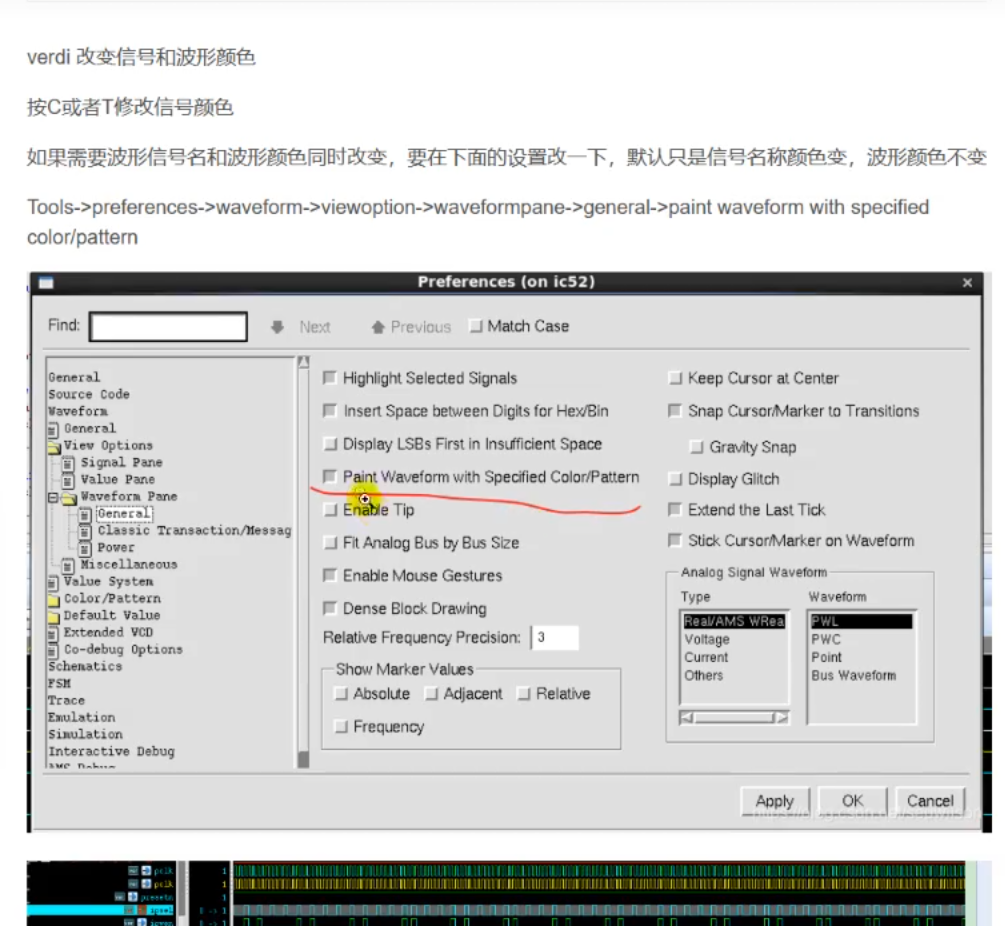 verdi 改变信号和波形颜色
按C或者T修改信号颜色
如果需要波形信号名和波形颜色同时改变，要在下面的设置改一下，默认只是信号名称颜色变，波形颜色不变
Tools->preferences->waveform->viewoption->waveformpane->general->paint waveform with specified
color/pattern
Preferences (on ic52)
Find: Next Previous Match Case
General
Source Code
Waveform
General
View Options
Signal Pane
Value Pane
Waveform Pane
General
Classic Transaction/Messag
Power
Miscellaneous
Value System
Color/Pattern
Default Value
Extended VCD
Co-debug Options
Schematics
FSM
Trace
Emulation
Simulation
Interactive Debug
AMS Debug
Highlight Selected Signals
Insert Space between Digits for Hex/Bin
Display LSBs First in Insufficient Space
Paint Waveform with Specified Color/Pattern
Enable Tip
Fit Analog Bus by Bus Size
Enable Mouse Gestures
Dense Block Drawing
Relative Frequency Precision: 3
Show Marker Values
Absolute Adjacent Relative
Frequency
Keep Cursor at Center
Snap Cursor/Marker to Transitions
Gravity Snap
Display Glitch
Extend the Last Tick
Stick Cursor/Marker on Waveform
Analog Signal Waveform
Type Waveform
Real/AMS WRea PWL
Voltage PWC
Current Point
Others Bus Waveform
Apply OK Cancel
pclk 1
pclk 1
presetn 1